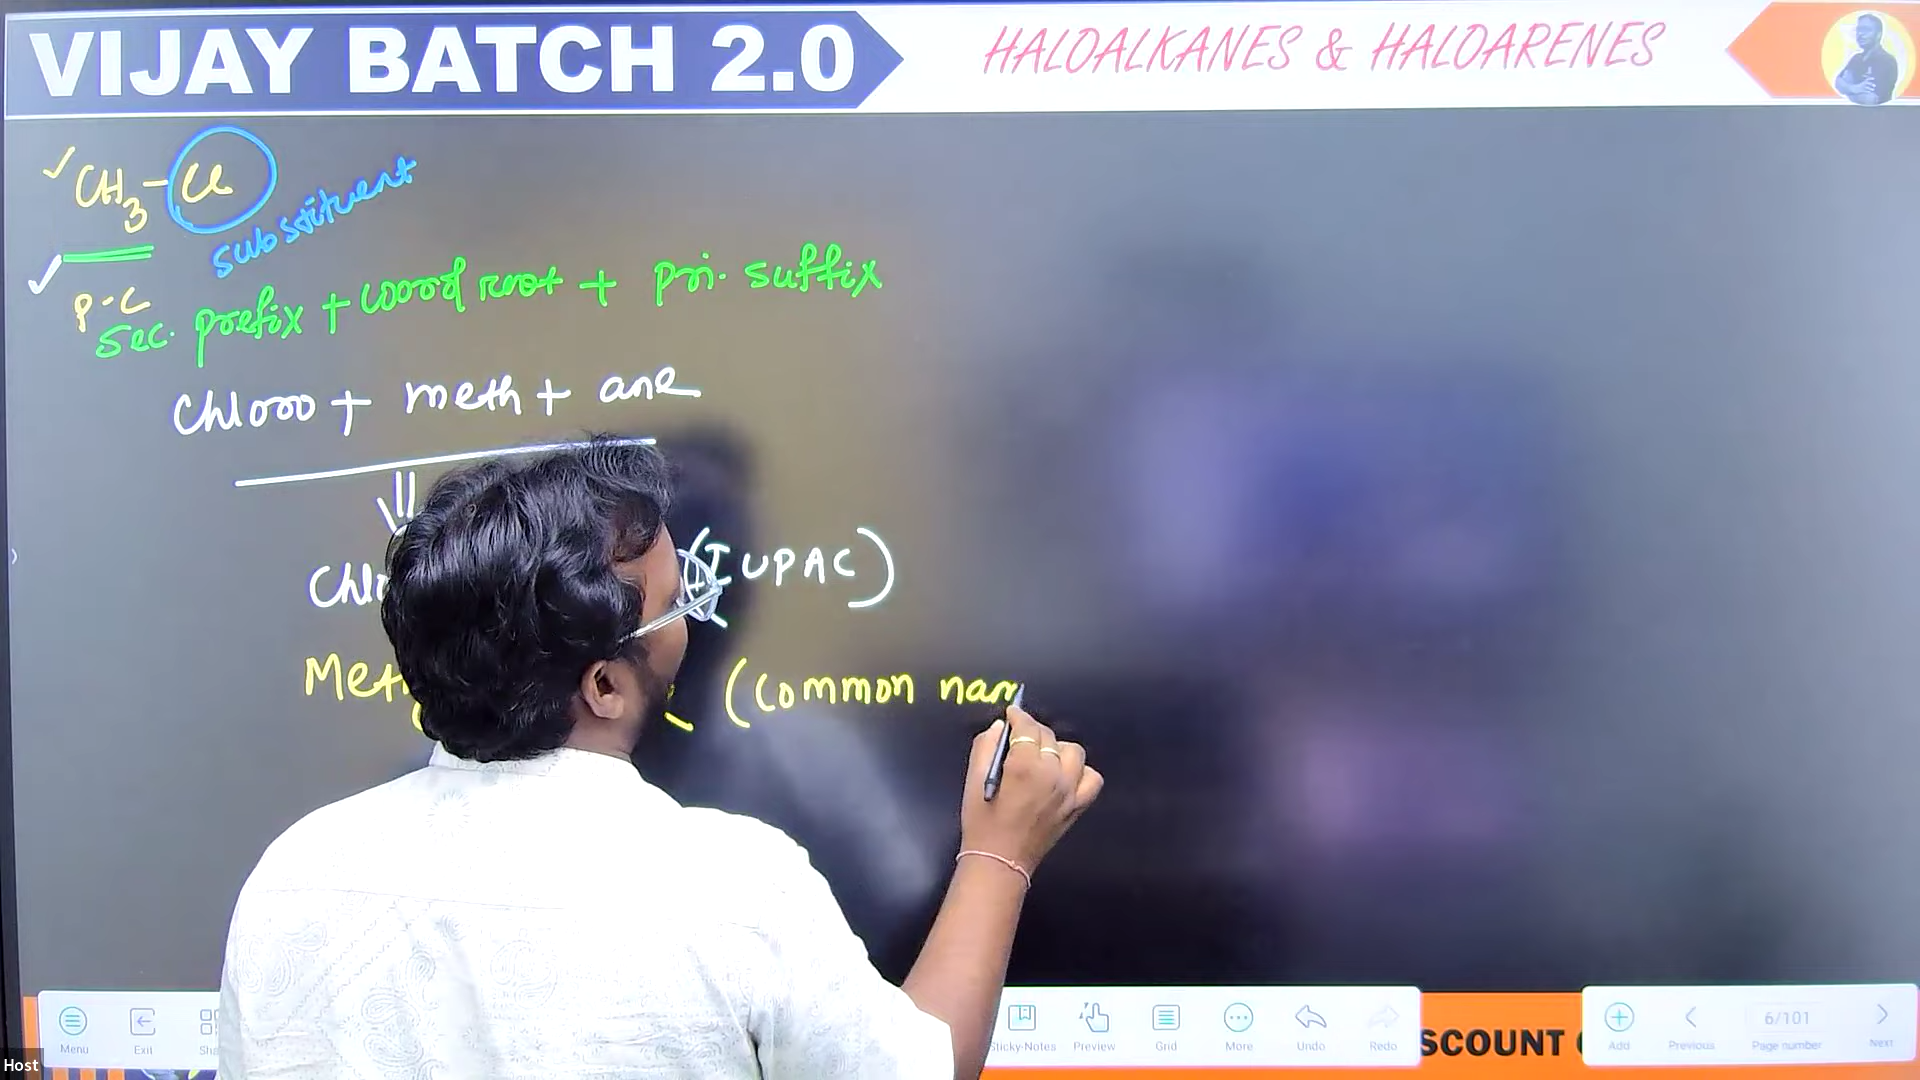 VIJAY BATCH 2.0
HALOALKANES & HALOARENES
CH3-Cl
substituent
P-C
sec. prefix + word root + pri. suffix
Chloro + meth + ane
(IUPAC)
(common nam
Menu
Exit
Sticky-Notes
Preview
Grid
More
Undo
Redo
SCOUNT
Add
Previous
6/101
Page number
Next
Host